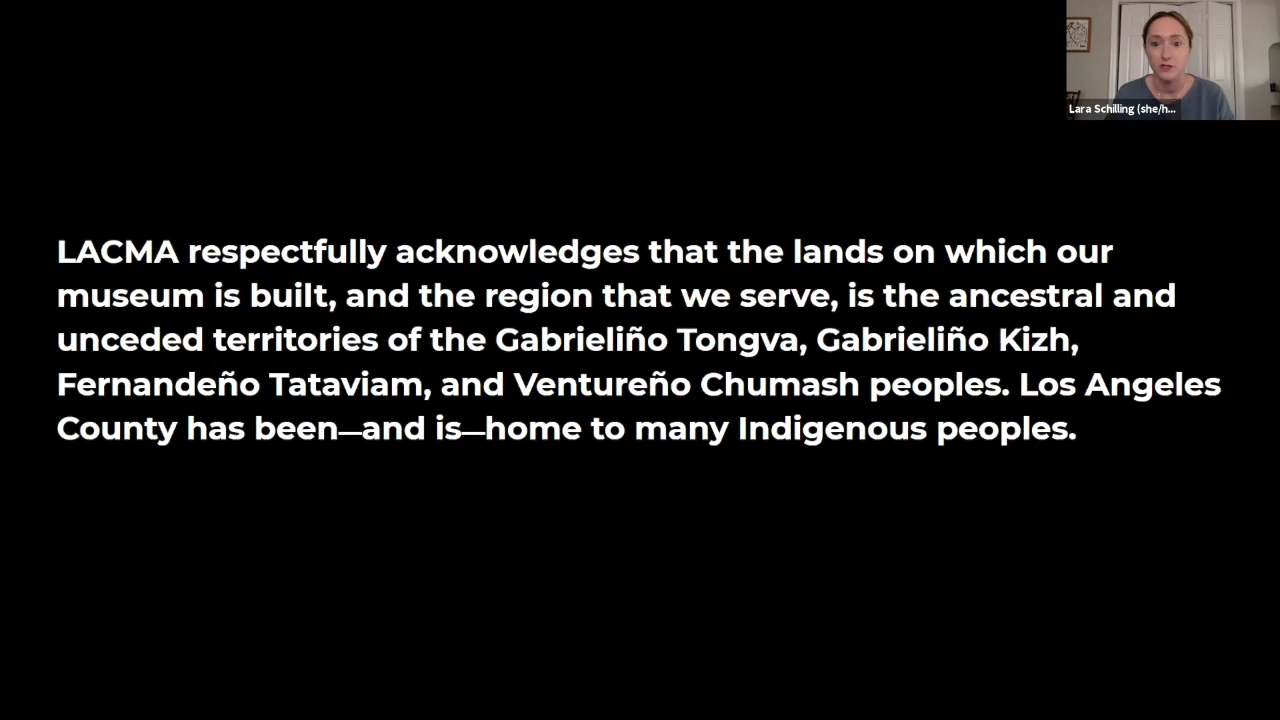 Lara Schilling (she/h...
LACMA respectfully acknowledges that the lands on which our
museum is built, and the region that we serve, is the ancestral and
unceded territories of the Gabrieliño Tongva, Gabrieliño Kizh,
Fernandeño Tataviam, and Ventureño Chumash peoples. Los Angeles
County has been—and is—home to many Indigenous peoples.